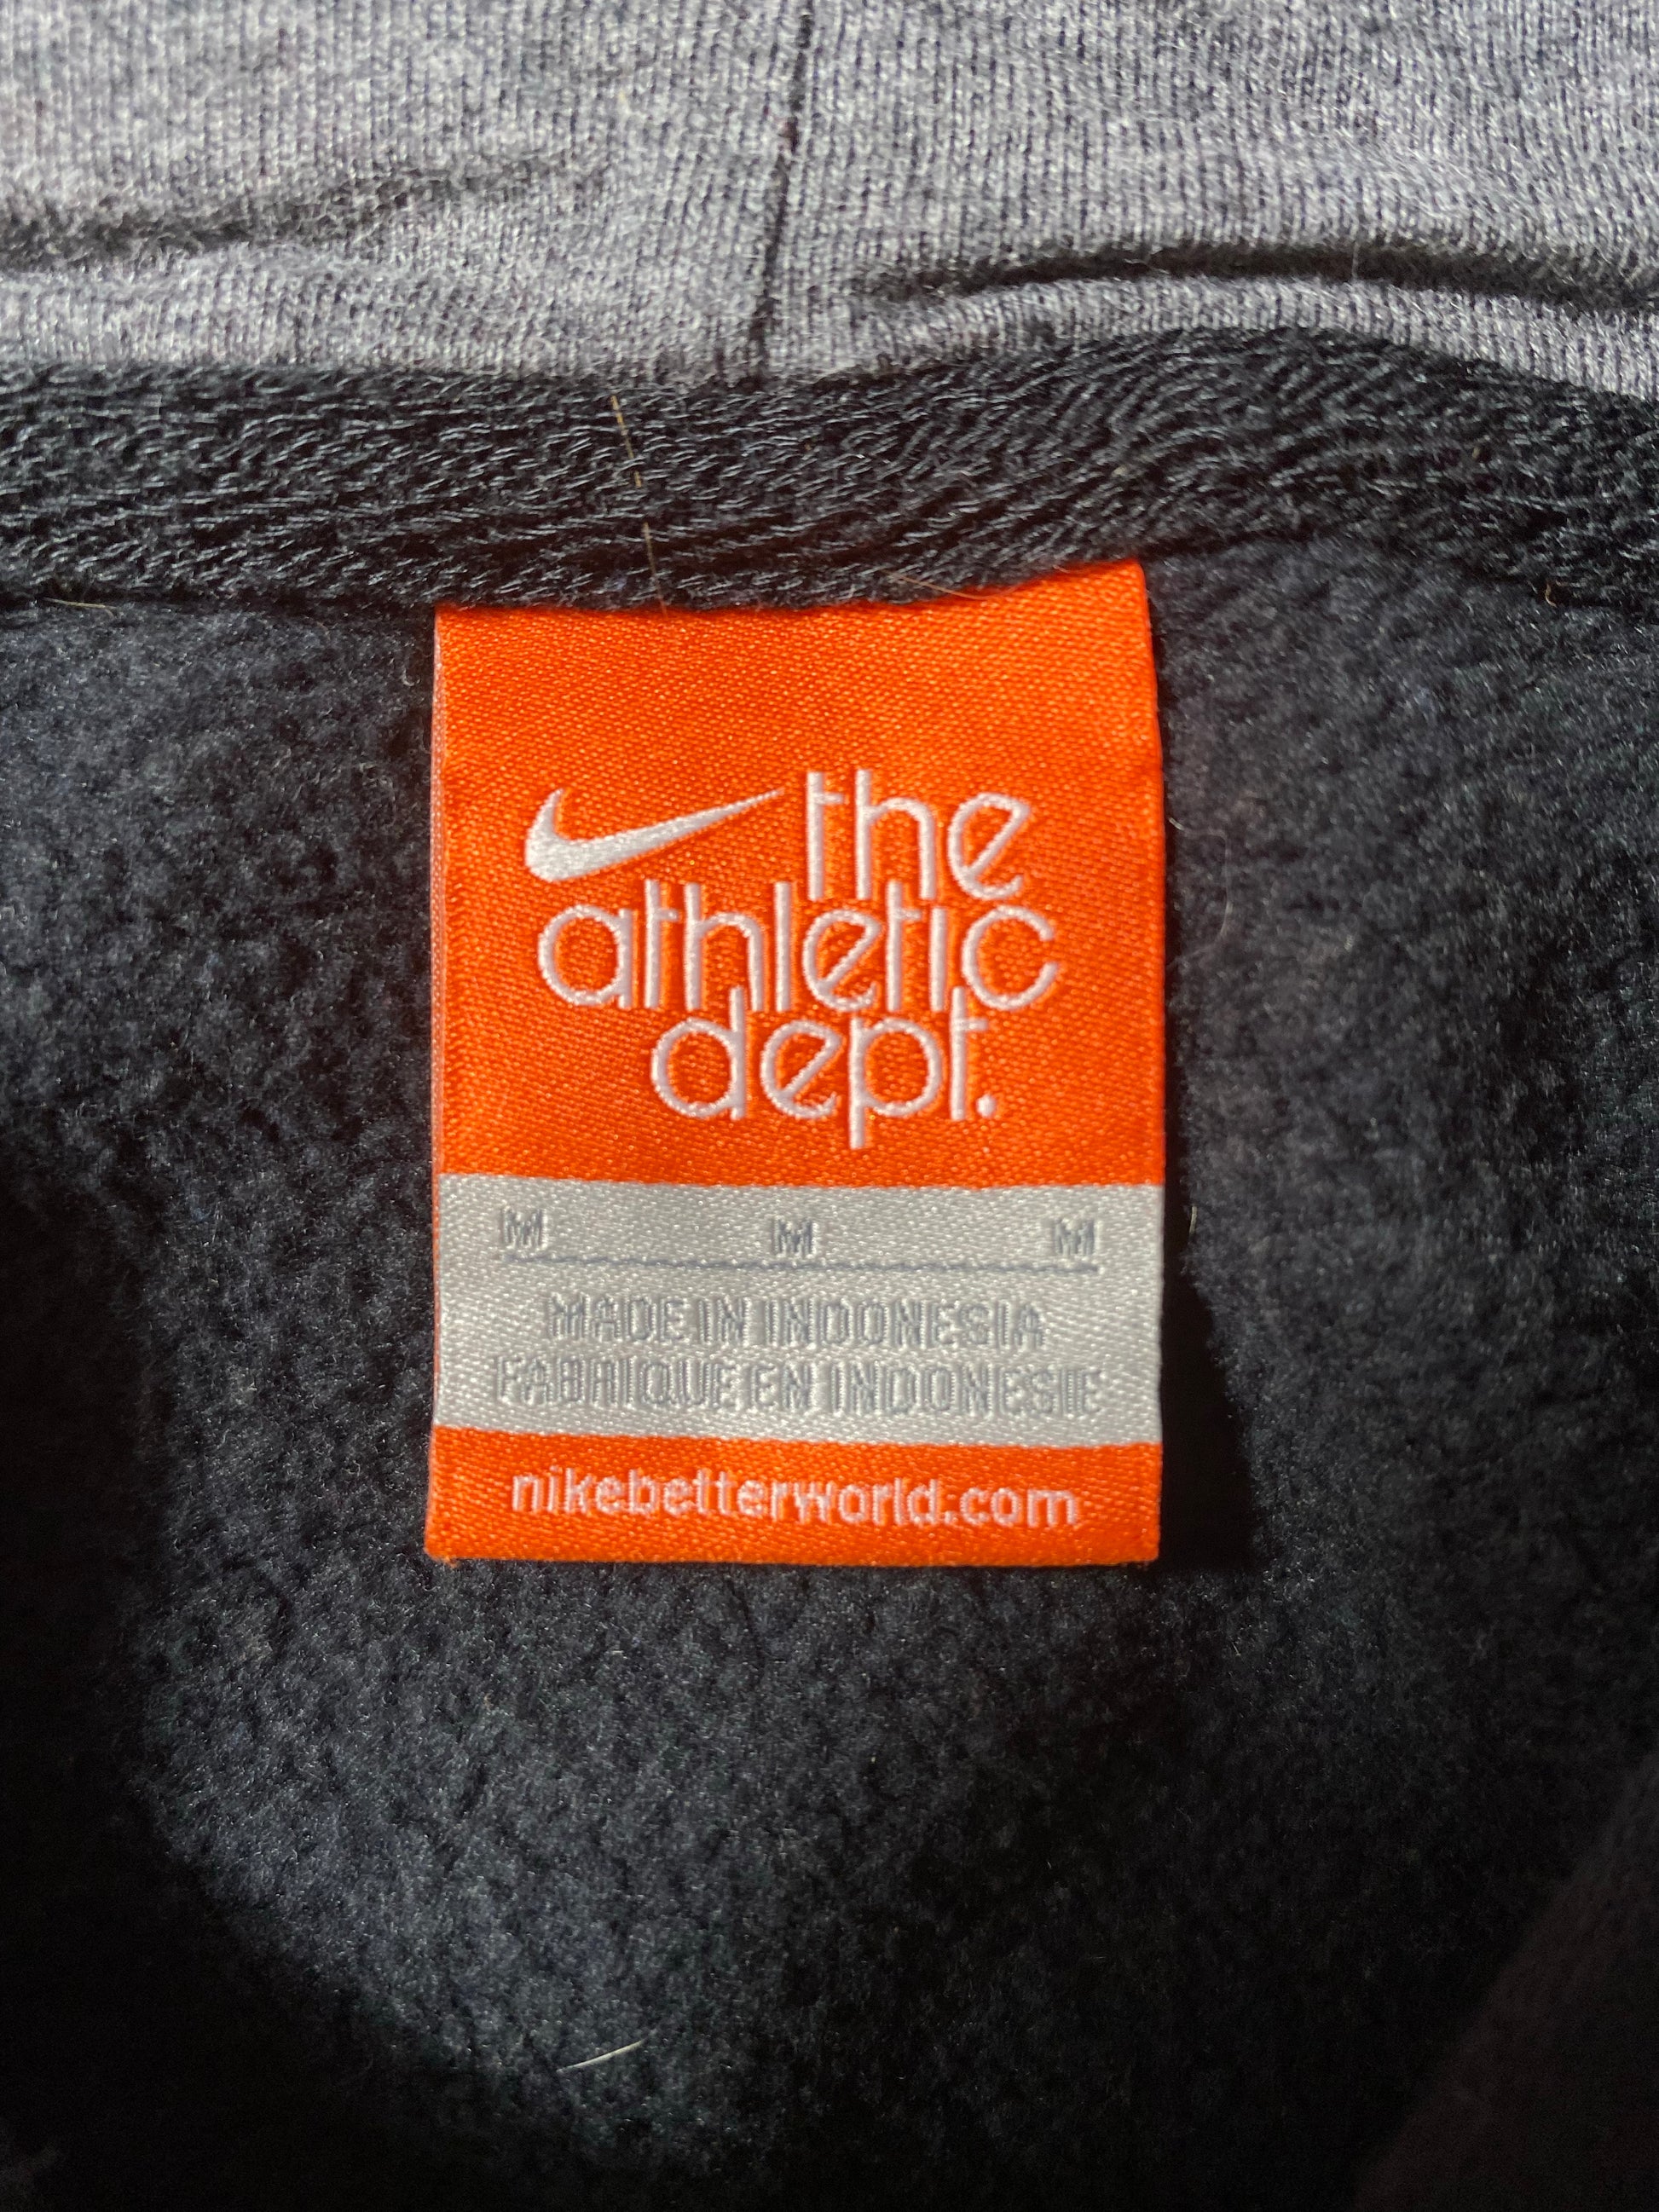 the
athletic
dept.
M M M
MADE IN INDONESIA
FABRIQUE EN INDONESIE
nikebetterworld.com